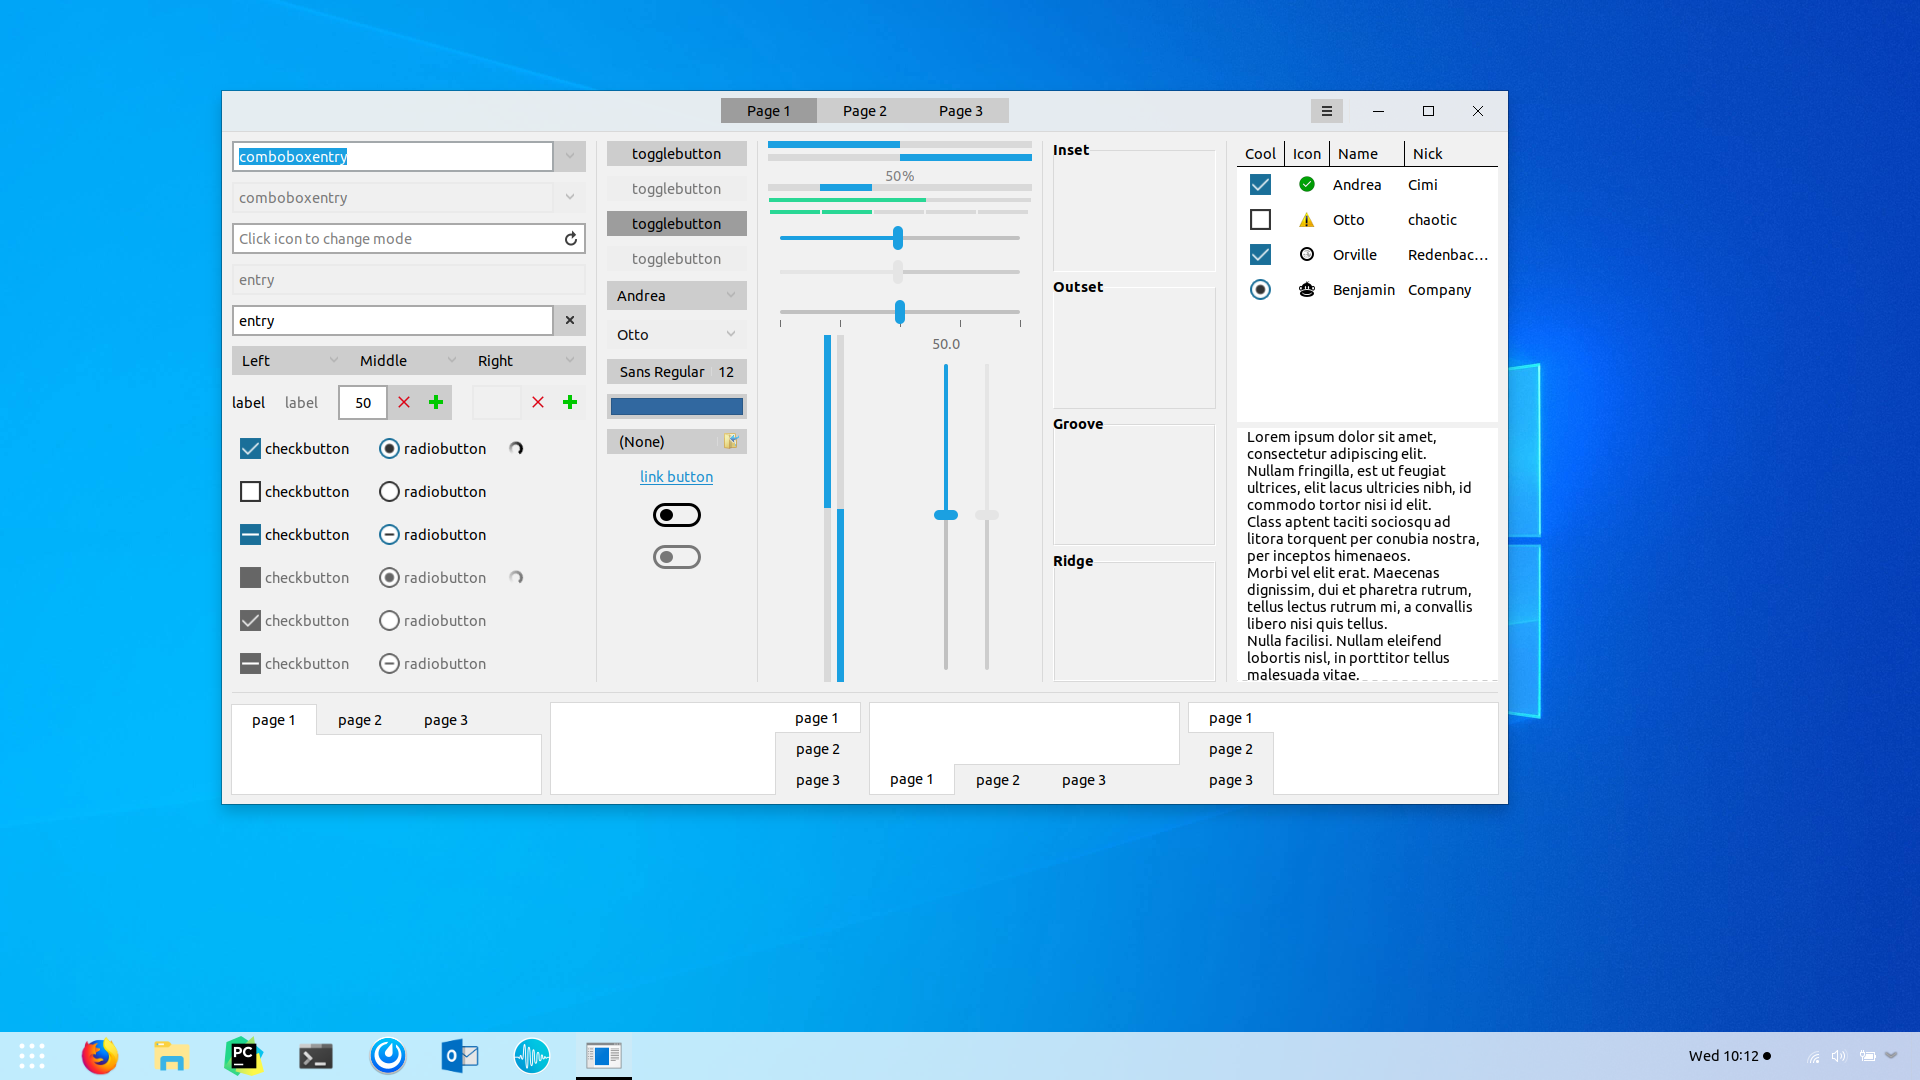 Page 1 Page 2 Page 3
comboboxentry
comboboxentry
Click icon to change mode
entry
entry
Left Middle Right
label label 50
checkbutton radiobutton
checkbutton radiobutton
checkbutton radiobutton
checkbutton radiobutton
checkbutton radiobutton
checkbutton radiobutton
togglebutton
togglebutton
togglebutton
togglebutton
Andrea
Otto
Sans Regular 12
(None)
link button
50%
50.0
Inset
Outset
Groove
Ridge
Cool Icon Name Nick
Andrea Cimi
Otto chaotic
Orville Redenbac...
Benjamin Company
Lorem ipsum dolor sit amet,
consectetur adipiscing elit.
Nullam fringilla, est ut feugiat
ultrices, elit lacus ultricies nibh, id
commodo tortor nisi id elit.
Class aptent taciti sociosqu ad
litora torquent per conubia nostra,
per inceptos himenaeos.
Morbi vel elit erat. Maecenas
dignissim, dui et pharetra rutrum,
tellus lectus rutrum mi, a convallis
libero nisi quis tellus.
Nulla facilisi. Nullam eleifend
lobortis nisl, in porttitor tellus
malesuada vitae.
page 1 page 2 page 3
page 1
page 2
page 3
page 1 page 2 page 3
page 1
page 2
page 3
PC
O
Wed 10:12